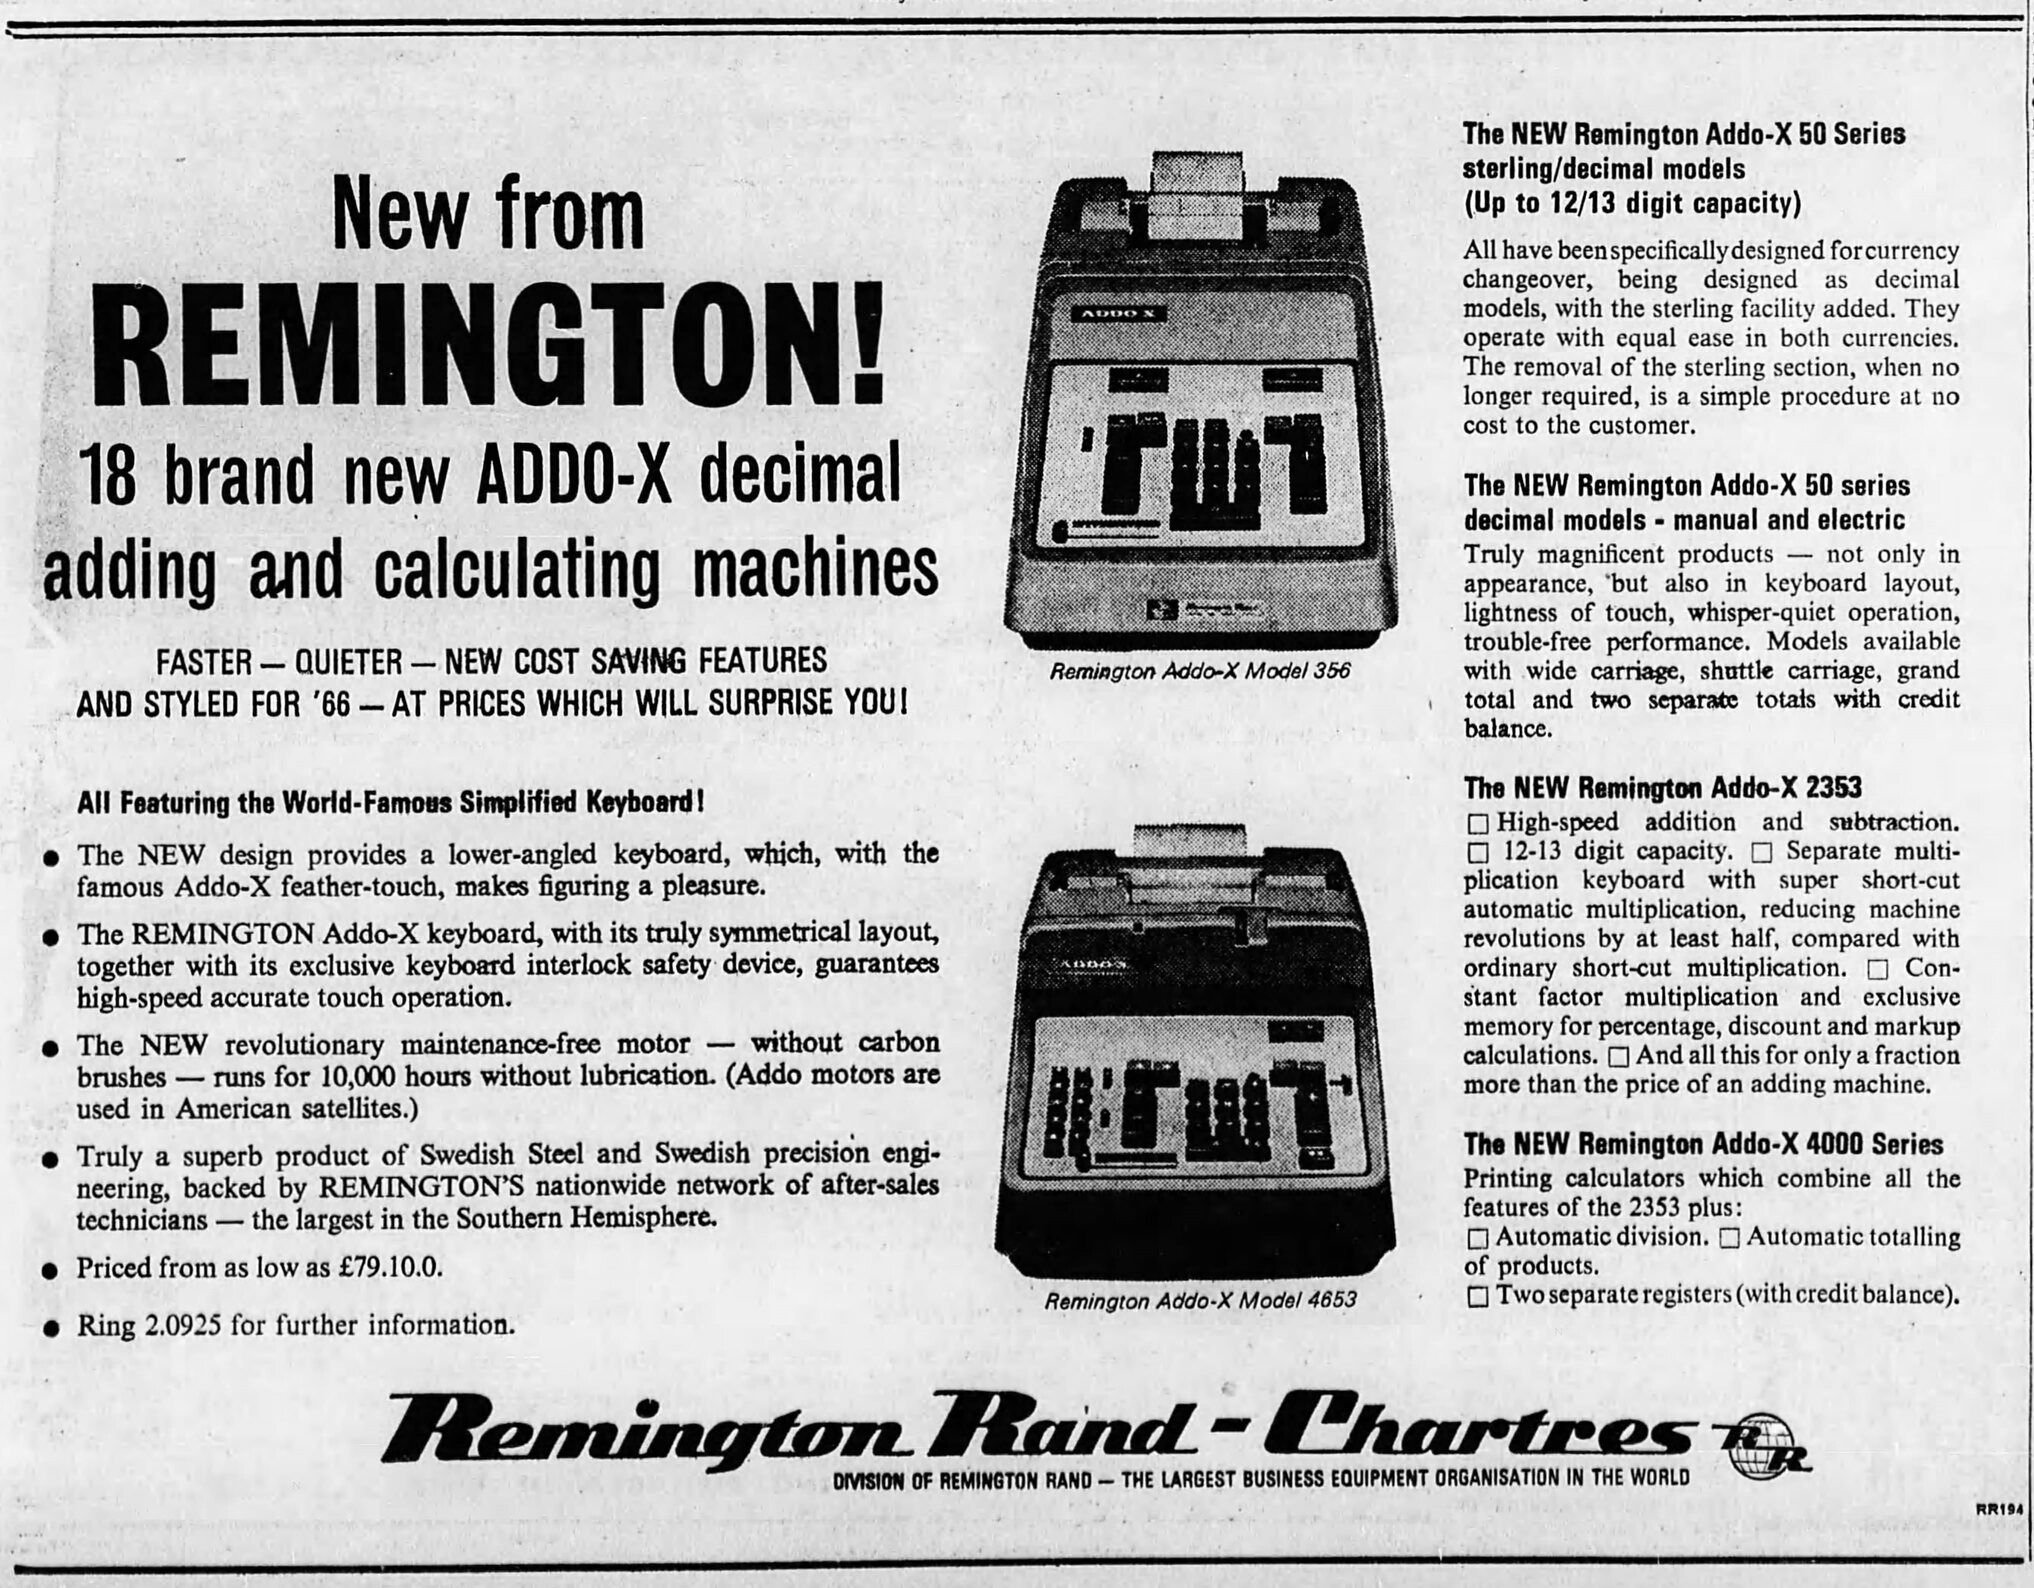 New from
REMINGTON!
18 brand new ADDO-X decimal
adding and calculating machines
FASTER — QUIETER — NEW COST SAVING FEATURES
AND STYLED FOR '66 — AT PRICES WHICH WILL SURPRISE YOU!
All Featuring the World-Famous Simplified Keyboard!
● The NEW design provides a lower-angled keyboard, which, with the
famous Addo-X feather-touch, makes figuring a pleasure.
● The REMINGTON Addo-X keyboard, with its truly symmetrical layout,
together with its exclusive keyboard interlock safety device, guarantees
high-speed accurate touch operation.
● The NEW revolutionary maintenance-free motor — without carbon
brushes — runs for 10,000 hours without lubrication. (Addo motors are
used in American satellites.)
● Truly a superb product of Swedish Steel and Swedish precision engi-
neering, backed by REMINGTON'S nationwide network of after-sales
technicians — the largest in the Southern Hemisphere.
● Priced from as low as £79.10.0.
● Ring 2.0925 for further information.
ADDO X
Remington Rand
Remington Addo-X Model 356
ADDO X
Remington Addo-X Model 4653
The NEW Remington Addo-X 50 Series
sterling/decimal models
(Up to 12/13 digit capacity)
All have been specifically designed for currency
changeover, being designed as decimal
models, with the sterling facility added. They
operate with equal ease in both currencies.
The removal of the sterling section, when no
longer required, is a simple procedure at no
cost to the customer.
The NEW Remington Addo-X 50 series
decimal models - manual and electric
Truly magnificent products — not only in
appearance, but also in keyboard layout,
lightness of touch, whisper-quiet operation,
trouble-free performance. Models available
with wide carriage, shuttle carriage, grand
total and two separate totals with credit
balance.
The NEW Remington Addo-X 2353
□ High-speed addition and subtraction.
□ 12-13 digit capacity. □ Separate multi-
plication keyboard with super short-cut
automatic multiplication, reducing machine
revolutions by at least half, compared with
ordinary short-cut multiplication. □ Con-
stant factor multiplication and exclusive
memory for percentage, discount and markup
calculations. □ And all this for only a fraction
more than the price of an adding machine.
The NEW Remington Addo-X 4000 Series
Printing calculators which combine all the
features of the 2353 plus:
□ Automatic division. □ Automatic totalling
of products.
□ Two separate registers (with credit balance).
Remington Rand - Chartres RR
DIVISION OF REMINGTON RAND — THE LARGEST BUSINESS EQUIPMENT ORGANISATION IN THE WORLD
RR194